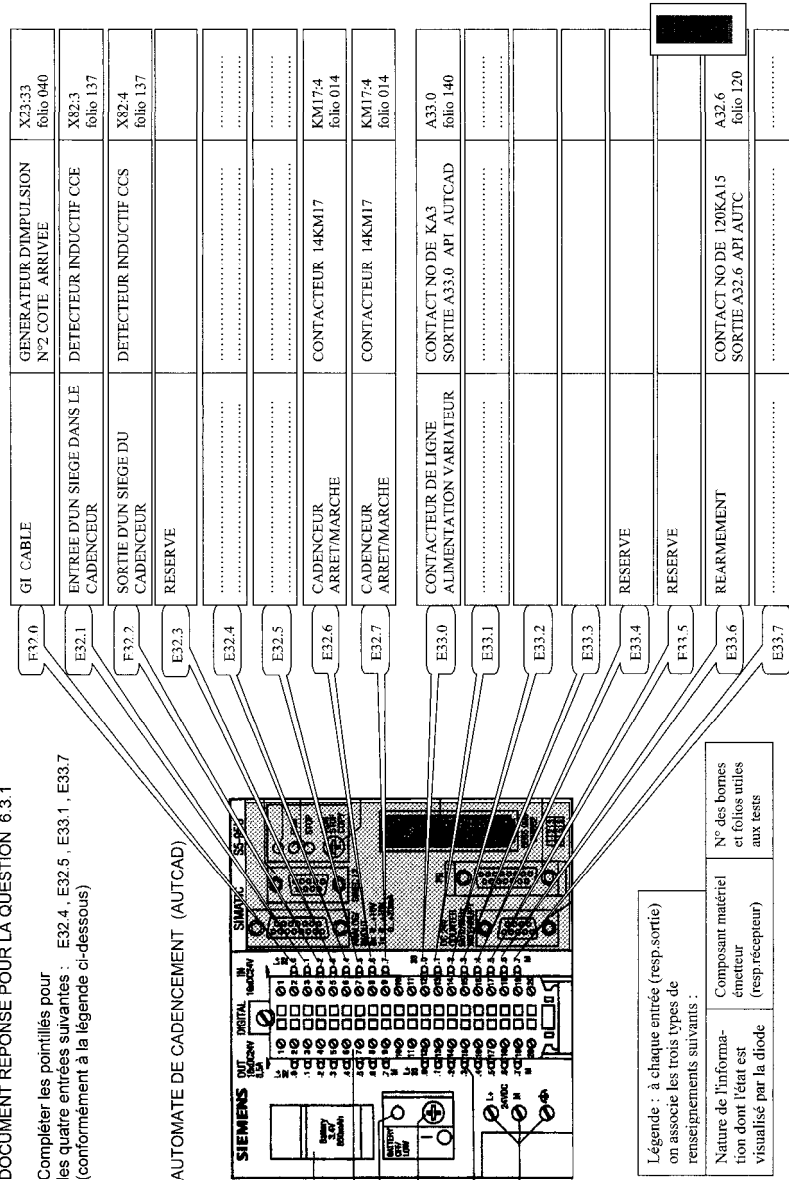 DOCUMENT REPONSE POUR LA QUESTION 6.3.1
Compléter les pointillés pour
les quatre entrées suivantes : E32.4 , E32.5 , E33.1 , E33.7
(conformément à la légende ci-dessous)
AUTOMATE DE CADENCEMENT (AUTCAD)
E32.0
GI CABLE
GENERATEUR D'IMPULSION
N°2 COTE ARRIVEE
X23:33
folio 040
E32.1
ENTREE D'UN SIEGE DANS LE
CADENCEUR
DETECTEUR INDUCTIF CCE
X82:3
folio 137
E32.2
SORTIE D'UN SIEGE DU
CADENCEUR
DETECTEUR INDUCTIF CCS
X82:4
folio 137
E32.3
RESERVE
E32.4
E32.5
E32.6
CADENCEUR
ARRET/MARCHE
CONTACTEUR 14KM17
KM17:4
folio 014
E32.7
CADENCEUR
ARRET/MARCHE
CONTACTEUR 14KM17
KM17:4
folio 014
E33.0
CONTACTEUR DE LIGNE
ALIMENTATION VARIATEUR
CONTACT NO DE KA3
SORTIE A33.0 API AUTCAD
A33.0
folio 140
E33.1
E33.2
E33.3
E33.4
RESERVE
E33.5
RESERVE
E33.6
REARMEMENT
CONTACT NO DE 120KA15
SORTIE A32.6 API AUTC
A32.6
folio 120
E33.7
SIEMENS
SIMATIC
DIGITAL
OUT
IN
Battery
BATTERY
OFF/
LOW
L+
24VDC
M
Légende : à chaque entrée (resp.sortie)
on associe les trois types de
renseignements suivants :
Nature de l'informa-
tion dont l'état est
visualisé par la diode
Composant matériel
émetteur
(resp.récepteur)
N° des bornes
et folios utiles
aux tests